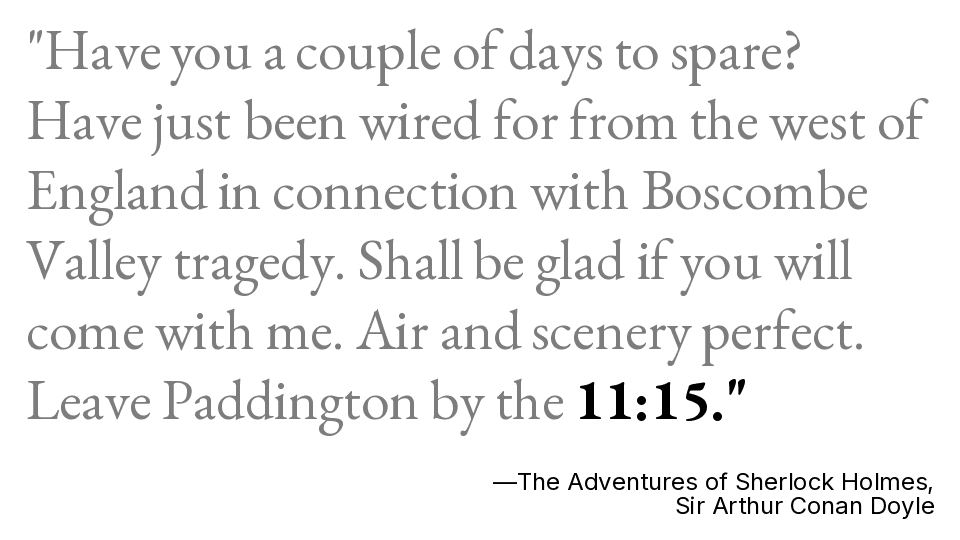 "Have you a couple of days to spare?
Have just been wired for from the west of
England in connection with Boscombe
Valley tragedy. Shall be glad if you will
come with me. Air and scenery perfect.
Leave Paddington by the 11:15."
—The Adventures of Sherlock Holmes,
Sir Arthur Conan Doyle